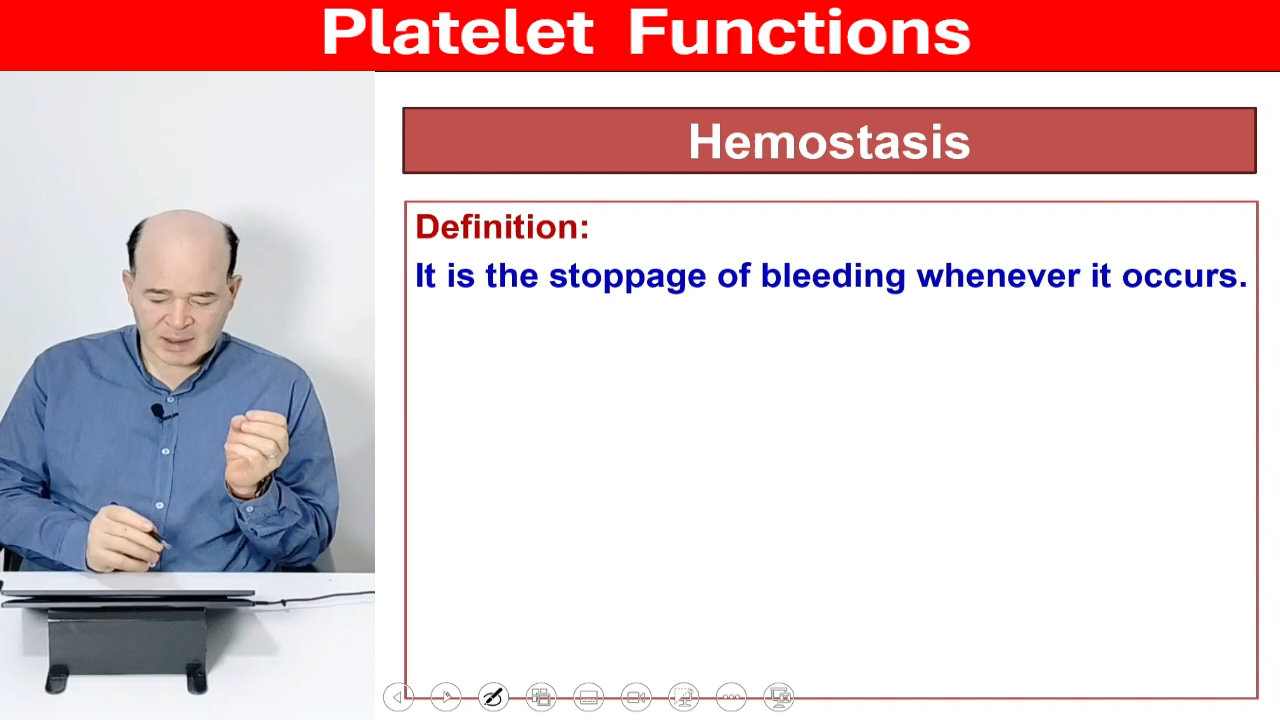 Platelet Functions
Hemostasis
Definition:
It is the stoppage of bleeding whenever it occurs.